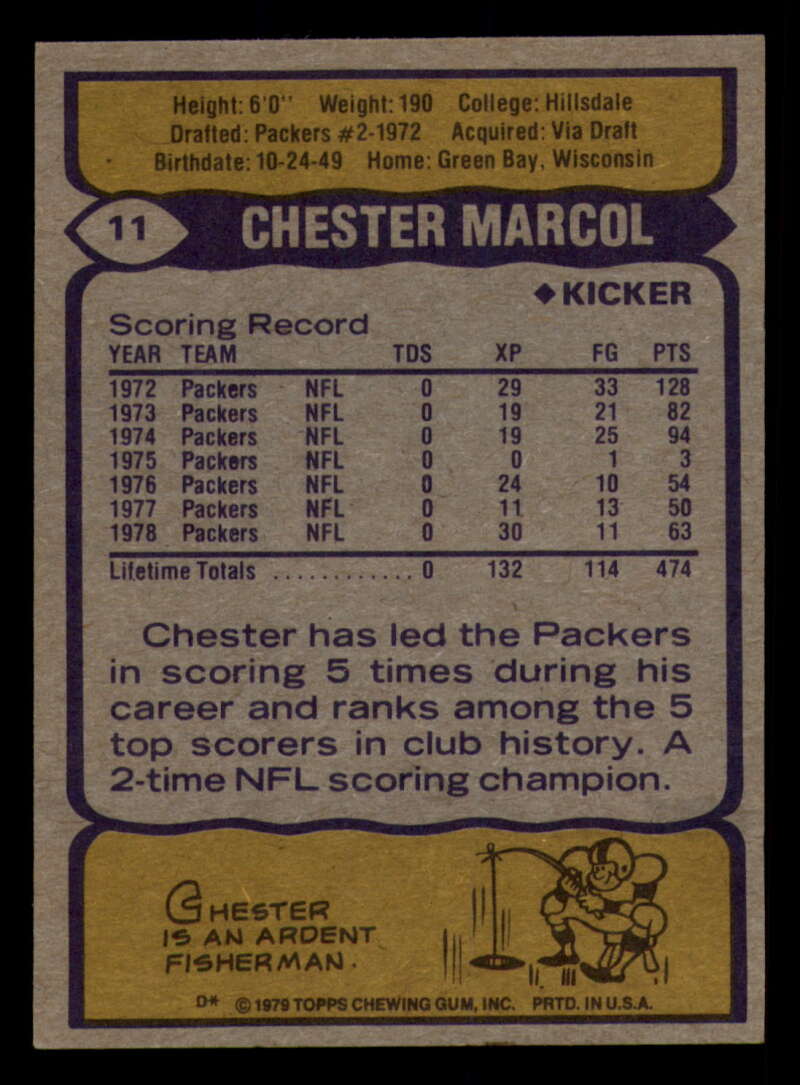 Height: 6'0" Weight: 190 College: Hillsdale
Drafted: Packers #2-1972 Acquired: Via Draft
Birthdate: 10-24-49 Home: Green Bay, Wisconsin
11 CHESTER MARCOL
◆ KICKER
Scoring Record
YEAR TEAM TDS XP FG PTS
1972 Packers NFL 0 29 33 128
1973 Packers NFL 0 19 21 82
1974 Packers NFL 0 19 25 94
1975 Packers NFL 0 0 1 3
1976 Packers NFL 0 24 10 54
1977 Packers NFL 0 11 13 50
1978 Packers NFL 0 30 11 63
Lifetime Totals ............ 0 132 114 474
Chester has led the Packers
in scoring 5 times during his
career and ranks among the 5
top scorers in club history. A
2-time NFL scoring champion.
CHESTER
IS AN ARDENT
FISHERMAN.
D* © 1979 TOPPS CHEWING GUM, INC. PRTD. IN U.S.A.